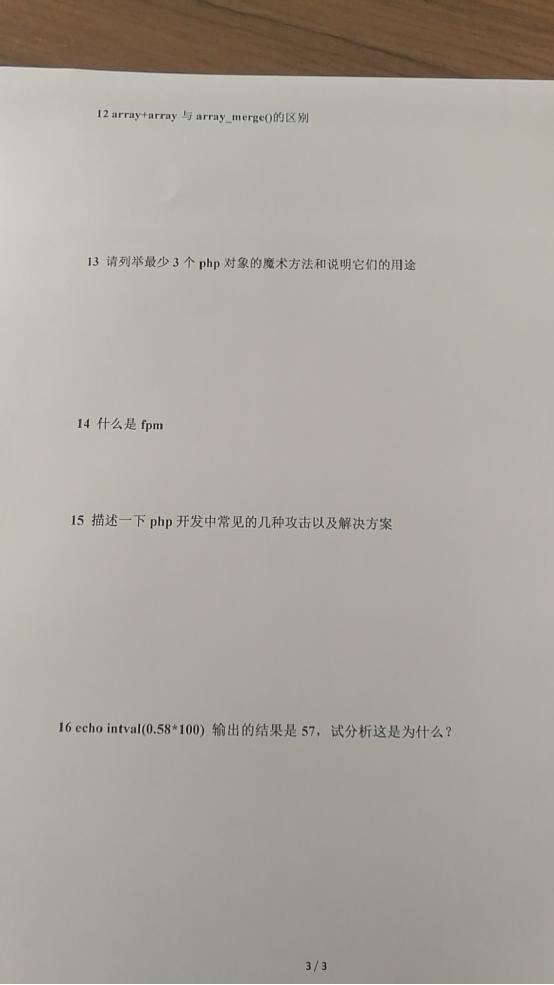 12 array+array 与 array_merge()的区别
13 请列举最少 3 个 php 对象的魔术方法和说明它们的用途
14 什么是 fpm
15 描述一下 php 开发中常见的几种攻击以及解决方案
16 echo intval(0.58*100) 输出的结果是 57，试分析这是为什么？
3 / 3